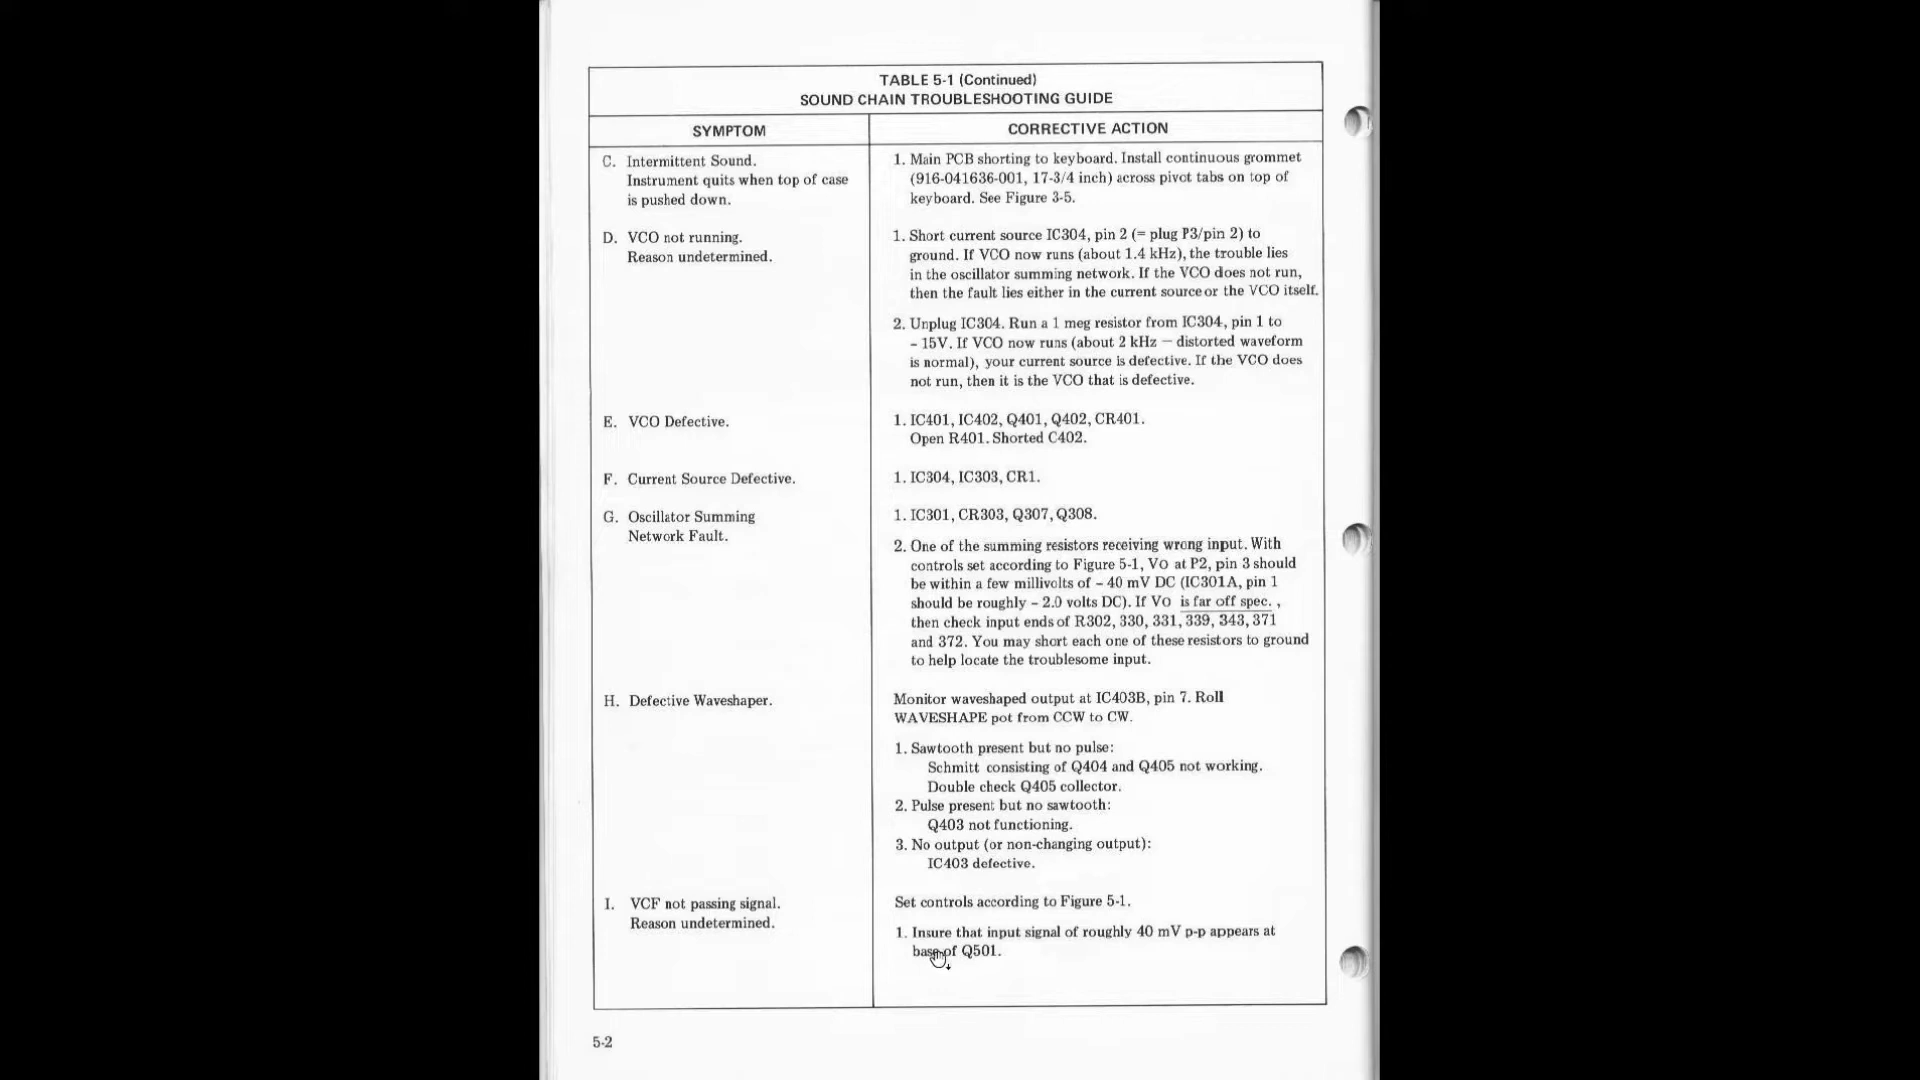 TABLE 5-1 (Continued)
SOUND CHAIN TROUBLESHOOTING GUIDE
SYMPTOM
CORRECTIVE ACTION
C. Intermittent Sound.
Instrument quits when top of case
is pushed down.
1. Main PCB shorting to keyboard. Install continuous grommet
(916-041636-001, 17-3/4 inch) across pivot tabs on top of
keyboard. See Figure 3-5.
D. VCO not running.
Reason undetermined.
1. Short current source IC304, pin 2 (= plug P3/pin 2) to
ground. If VCO now runs (about 1.4 kHz), the trouble lies
in the oscillator summing network. If the VCO does not run,
then the fault lies either in the current source or the VCO itself.
2. Unplug IC304. Run a 1 meg resistor from IC304, pin 1 to
– 15V. If VCO now runs (about 2 kHz – distorted waveform
is normal), your current source is defective. If the VCO does
not run, then it is the VCO that is defective.
E. VCO Defective.
1. IC401, IC402, Q401, Q402, CR401.
Open R401. Shorted C402.
F. Current Source Defective.
1. IC304, IC303, CR1.
G. Oscillator Summing
Network Fault.
1. IC301, CR303, Q307, Q308.
2. One of the summing resistors receiving wrong input. With
controls set according to Figure 5-1, VO at P2, pin 3 should
be within a few millivolts of – 40 mV DC (IC301A, pin 1
should be roughly – 2.0 volts DC). If VO is far off spec. ,
then check input ends of R302, 330, 331, 339, 343, 371
and 372. You may short each one of these resistors to ground
to help locate the troublesome input.
H. Defective Waveshaper.
Monitor waveshaped output at IC403B, pin 7. Roll
WAVESHAPE pot from CCW to CW.
1. Sawtooth present but no pulse:
Schmitt consisting of Q404 and Q405 not working.
Double check Q405 collector.
2. Pulse present but no sawtooth:
Q403 not functioning.
3. No output (or non-changing output):
IC403 defective.
I. VCF not passing signal.
Reason undetermined.
Set controls according to Figure 5-1.
1. Insure that input signal of roughly 40 mV p-p appears at
base of Q501.
5-2